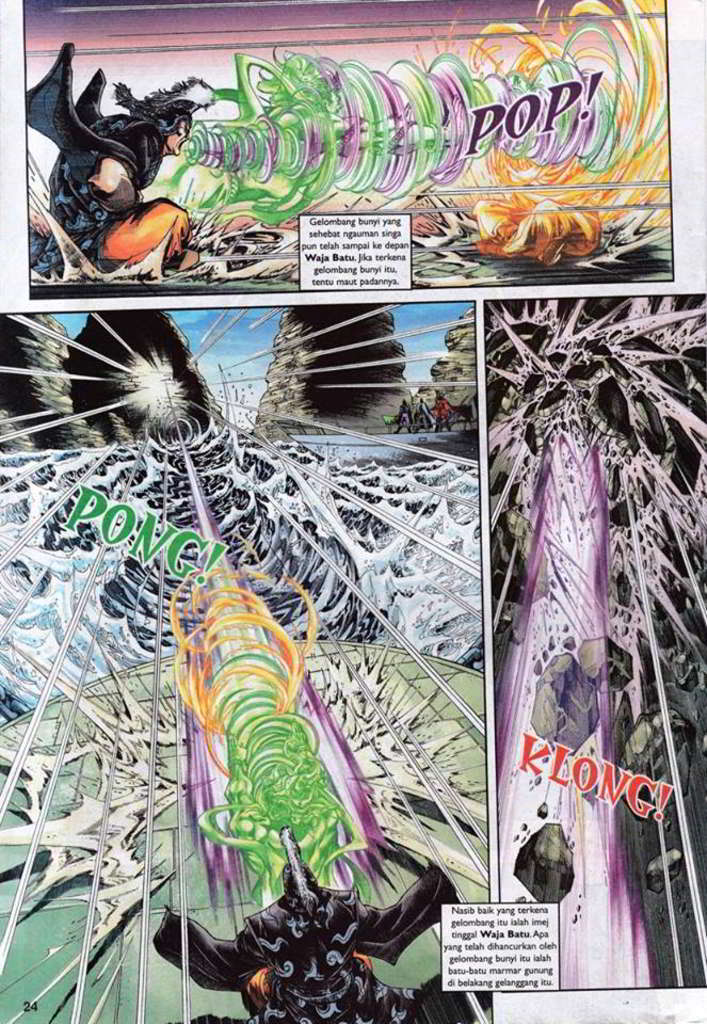 POP!
Gelombang bunyi yang
sehebat ngauman singa
pun telah sampai ke depan
Waja Batu. Jika terkena
gelombang bunyi itu,
tentu maut padannya.
PONG!
KLONG!
Nasib baik yang terkena
gelombang itu ialah imej
tinggal Waja Batu. Apa
yang telah dihancurkan oleh
gelombang bunyi itu ialah
batu-batu marmar gunung
di belakang gelanggang itu.
24